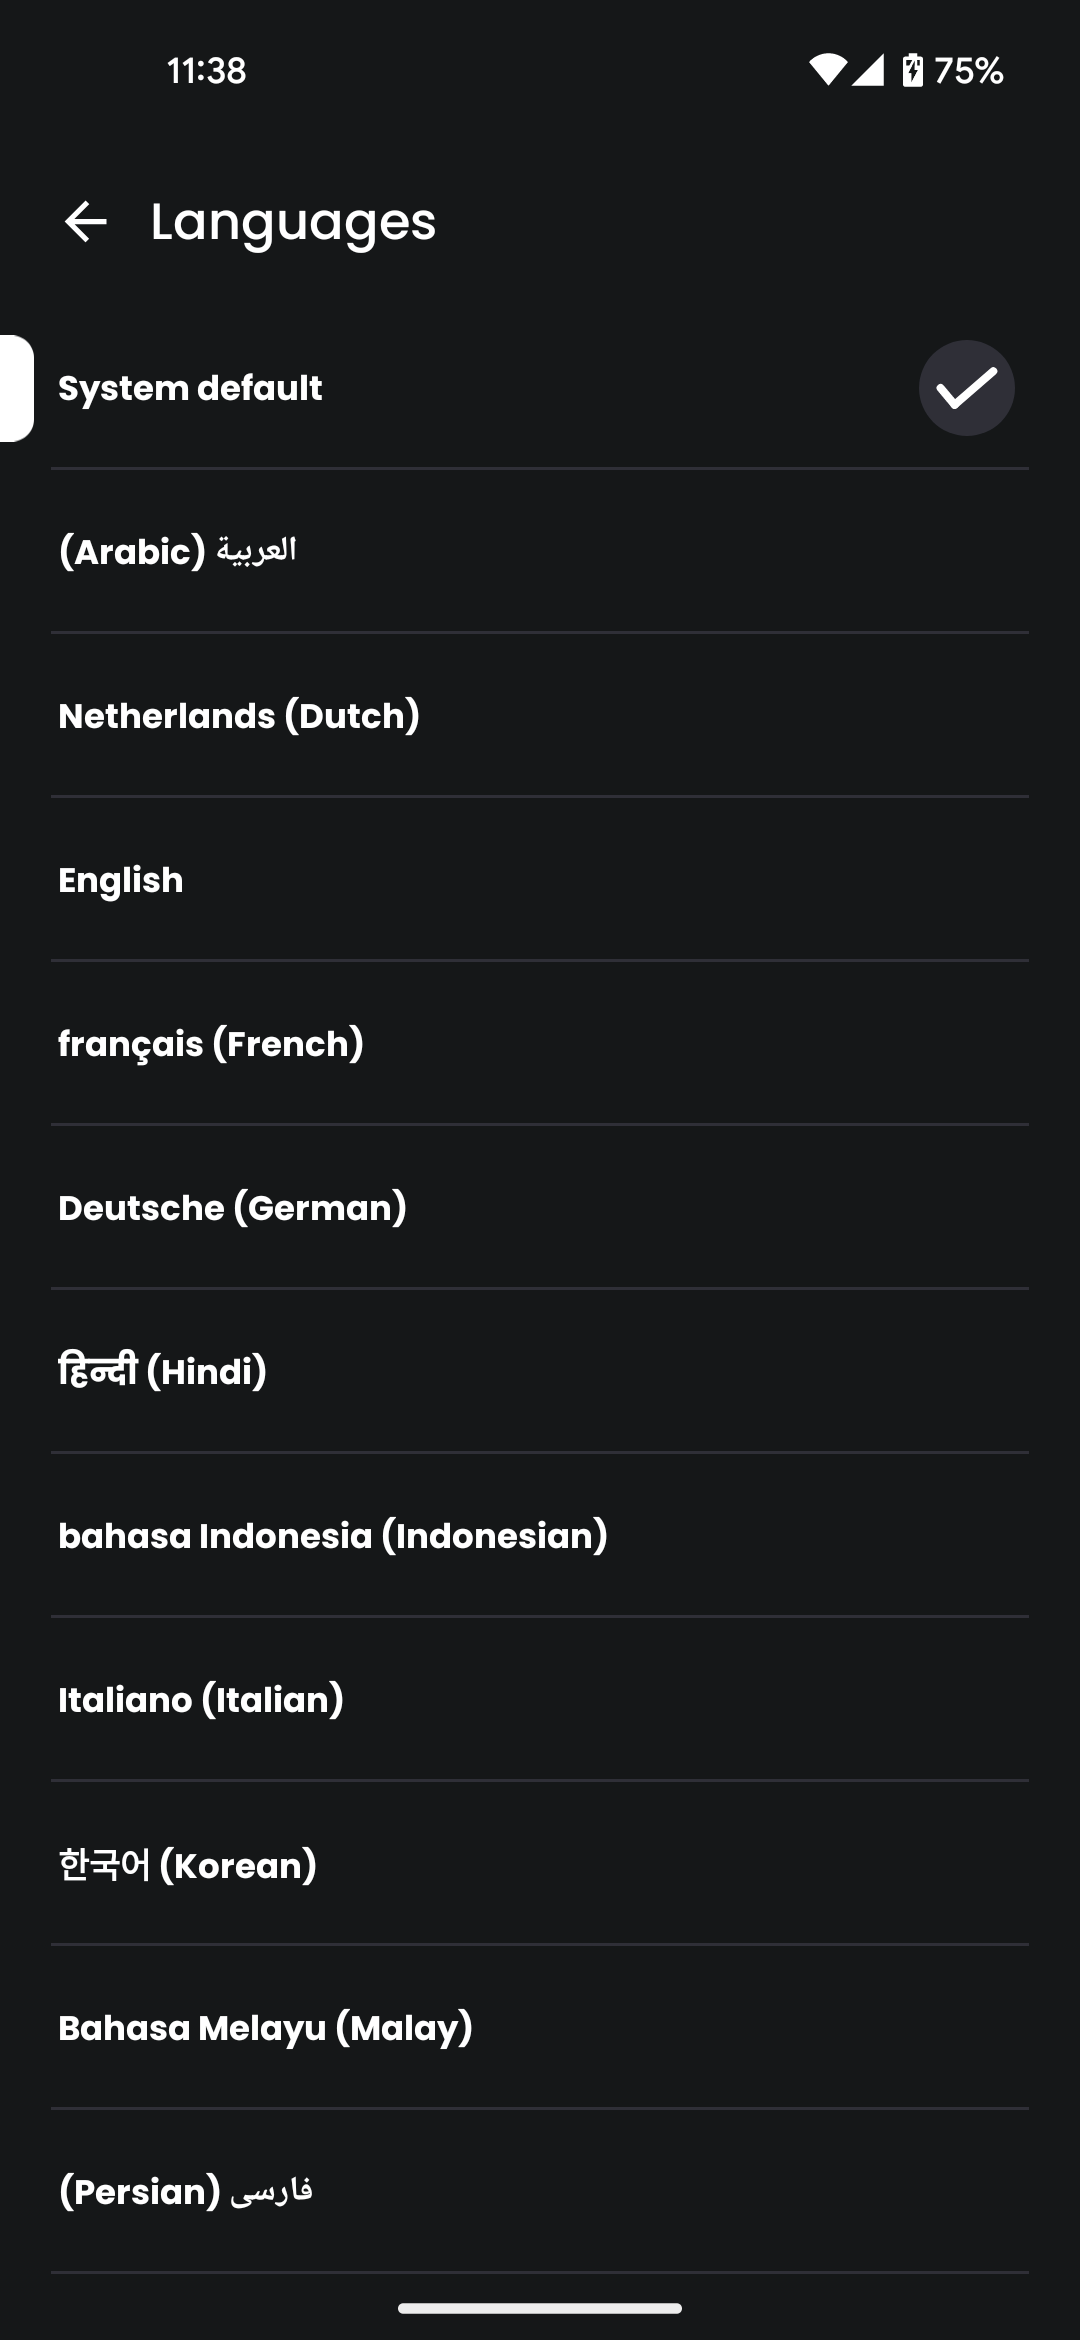 11:38
75%
Languages
System default
(Arabic) العربية
Netherlands (Dutch)
English
français (French)
Deutsche (German)
हिन्दी (Hindi)
bahasa Indonesia (Indonesian)
Italiano (Italian)
한국어 (Korean)
Bahasa Melayu (Malay)
(Persian) فارسی